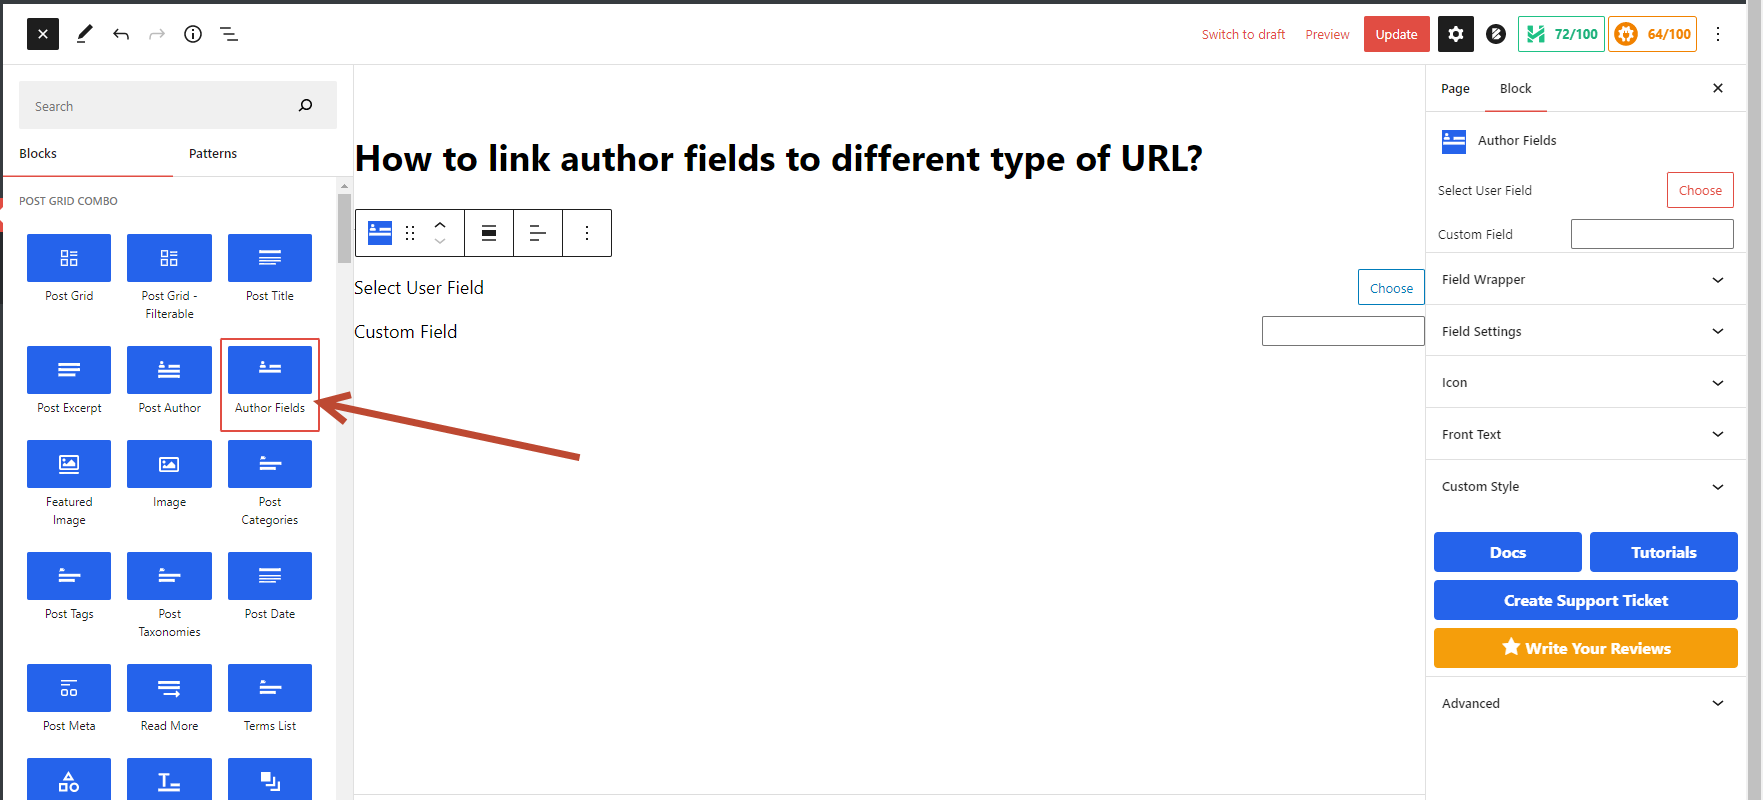 Switch to draft
Preview
Update
72/100
64/100
Search
Blocks
Patterns
POST GRID COMBO
Post Grid
Post Grid -
Filterable
Post Title
Post Excerpt
Post Author
Author Fields
Featured
Image
Image
Post
Categories
Post Tags
Post
Taxonomies
Post Date
Post Meta
Read More
Terms List
How to link author fields to different type of URL?
Select User Field
Choose
Custom Field
Page
Block
Author Fields
Select User Field
Choose
Custom Field
Field Wrapper
Field Settings
Icon
Front Text
Custom Style
Docs
Tutorials
Create Support Ticket
Write Your Reviews
Advanced